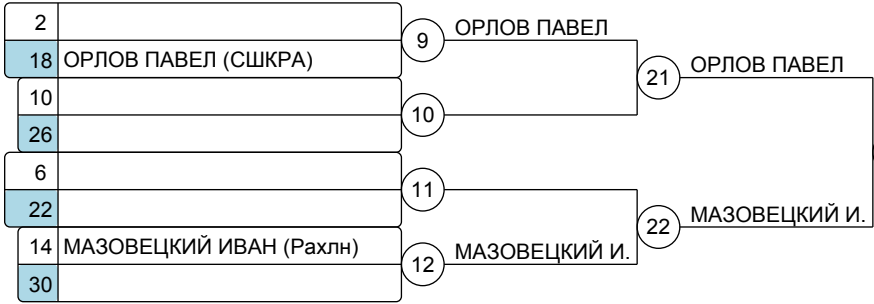 2
18 ОРЛОВ ПАВЕЛ (СШКРА)
9 ОРЛОВ ПАВЕЛ
10
26
10
21 ОРЛОВ ПАВЕЛ
6
22
11
14 МАЗОВЕЦКИЙ ИВАН (Рахлн)
30
12 МАЗОВЕЦКИЙ И.
22 МАЗОВЕЦКИЙ И.